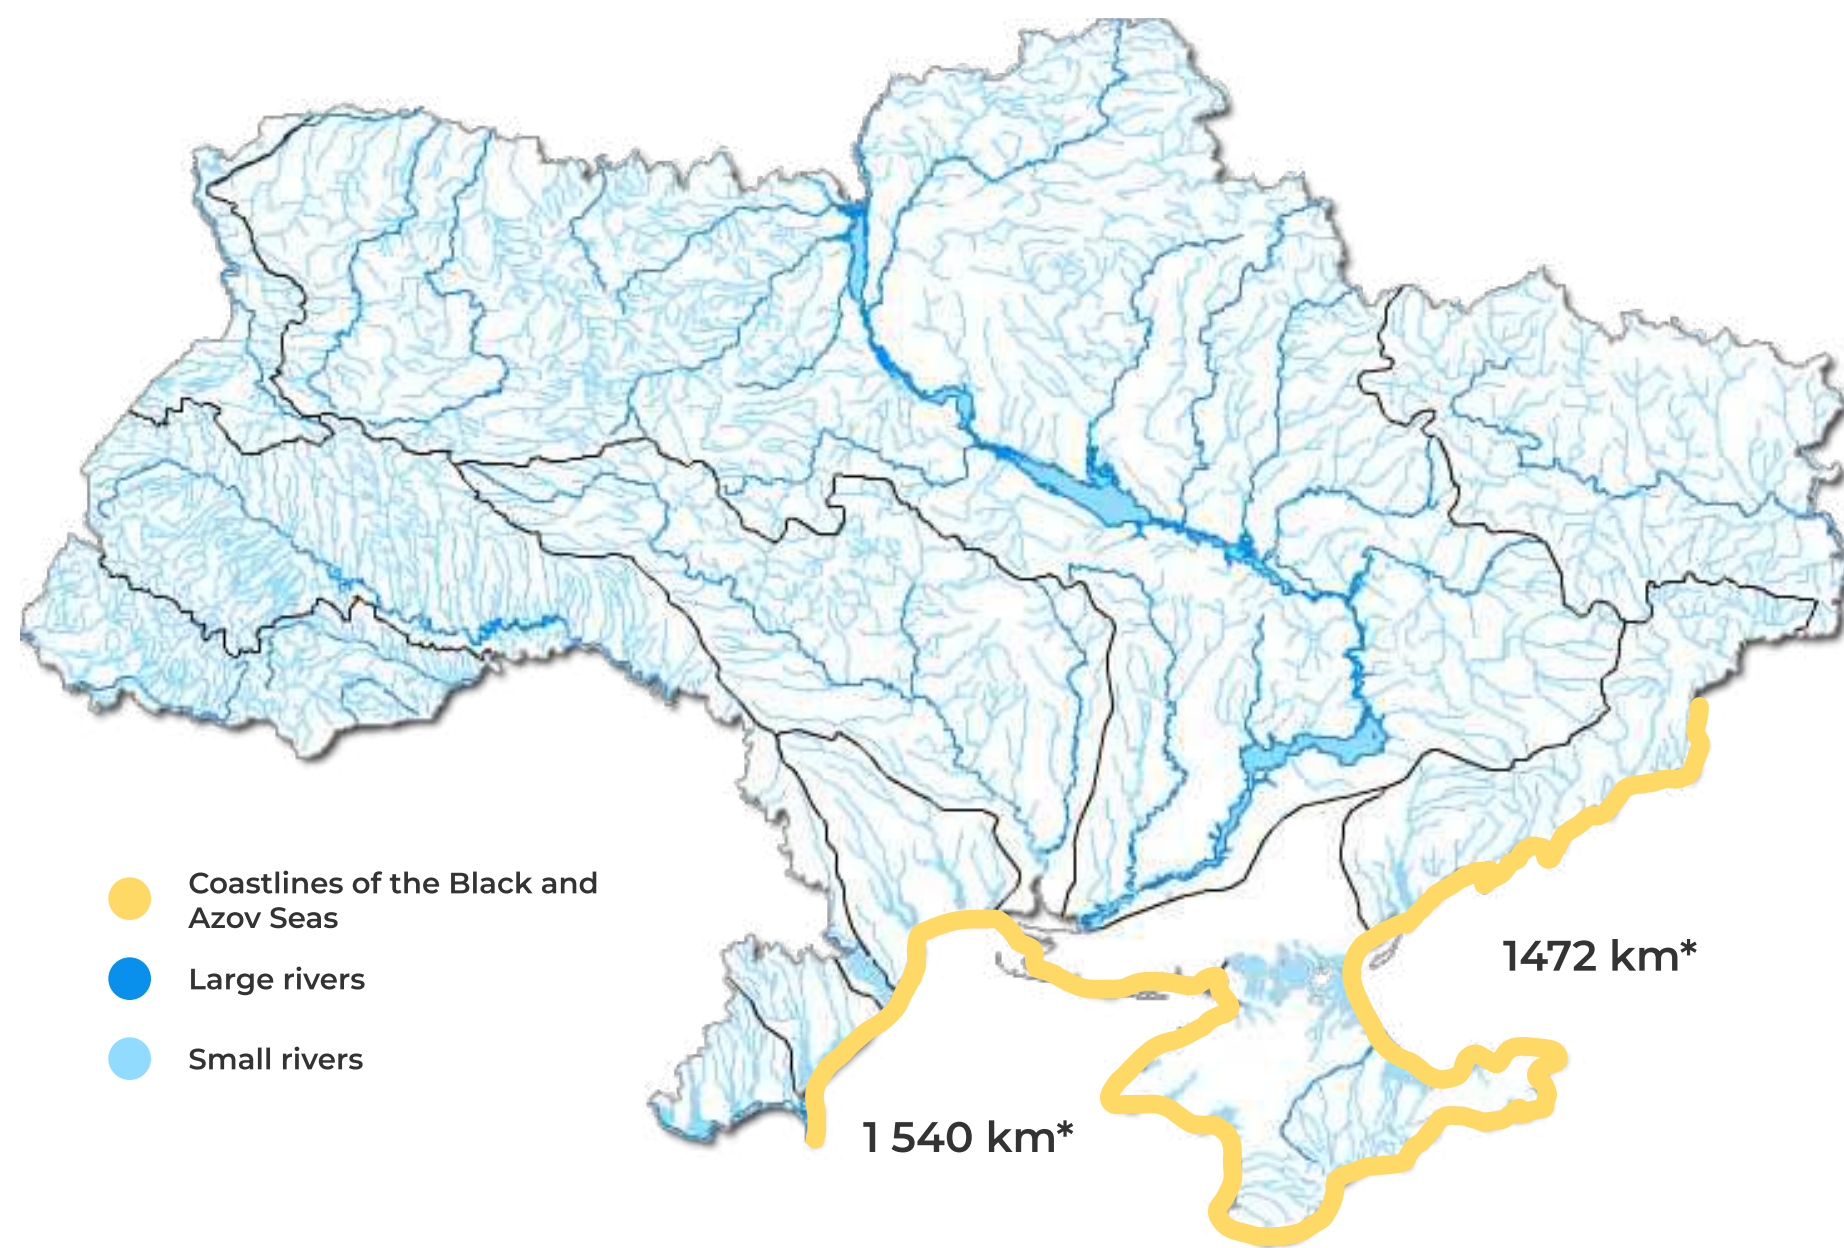 Coastlines of the Black and
Azov Seas
Large rivers
Small rivers
1472 km*
1 540 km*